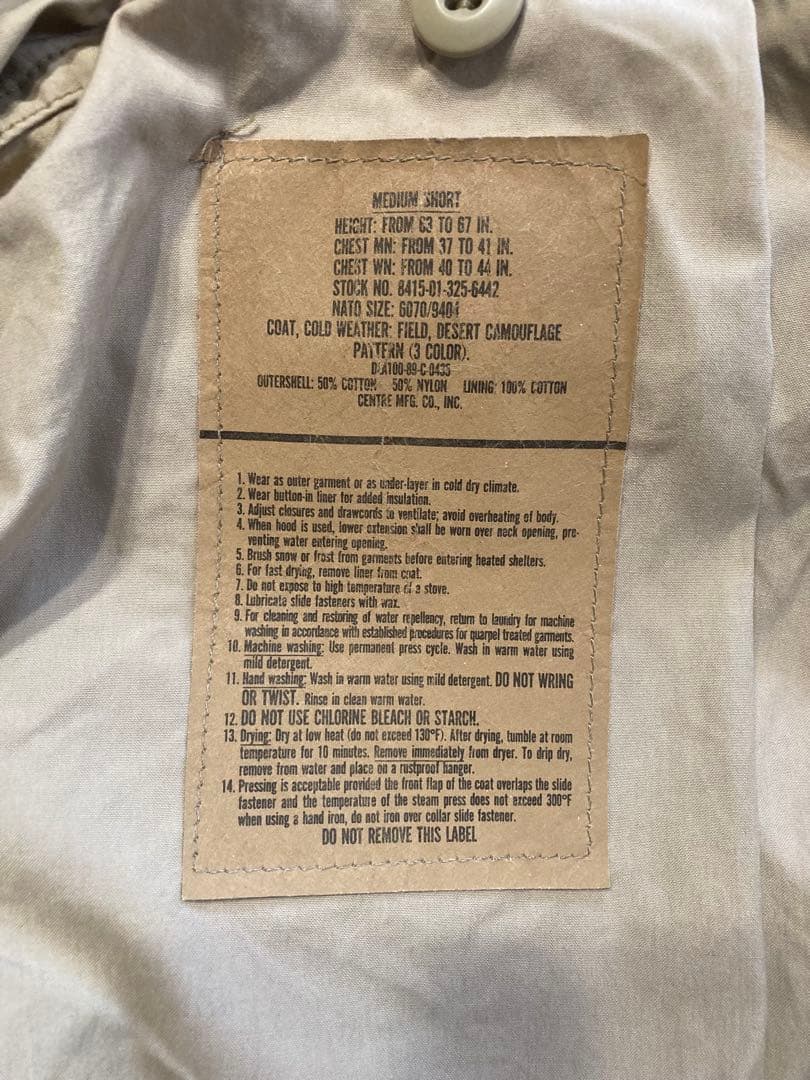 MEDIUM SHORT
HEIGHT: FROM 63 TO 67 IN.
CHEST MN: FROM 37 TO 41 IN.
CHEST WN: FROM 40 TO 44 IN.
STOCK NO. 8415-01-325-6442
NATO SIZE: 6070/9404
COAT, COLD WEATHER: FIELD, DESERT CAMOUFLAGE
PATTERN (3 COLOR).
DLA100-89-C-0435
OUTERSHELL: 50% COTTON 50% NYLON LINING: 100% COTTON
CENTRE MFG. CO., INC.
1. Wear as outer garment or as under-layer in cold dry climate.
2. Wear button-in liner for added insulation.
3. Adjust closures and drawcords to ventilate; avoid overheating of body.
4. When hood is used, lower extension shall be worn over neck opening, pre-
venting water entering opening.
5. Brush snow or frost from garments before entering heated shelters.
6. For fast drying, remove liner from coat.
7. Do not expose to high temperature of a stove.
8. Lubricate slide fasteners with wax.
9. For cleaning and restoring of water repellency, return to laundry for machine
washing in accordance with established procedures for quarpel treated garments.
10. Machine washing: Use permanent press cycle. Wash in warm water using
mild detergent.
11. Hand washing: Wash in warm water using mild detergent. DO NOT WRING
OR TWIST. Rinse in clean warm water.
12. DO NOT USE CHLORINE BLEACH OR STARCH.
13. Drying: Dry at low heat (do not exceed 130°F). After drying, tumble at room
temperature for 10 minutes. Remove immediately from dryer. To drip dry,
remove from water and place on a rustproof hanger.
14. Pressing is acceptable provided the front flap of the coat overlaps the slide
fastener and the temperature of the steam press does not exceed 300°F
when using a hand iron, do not iron over collar slide fastener.
DO NOT REMOVE THIS LABEL